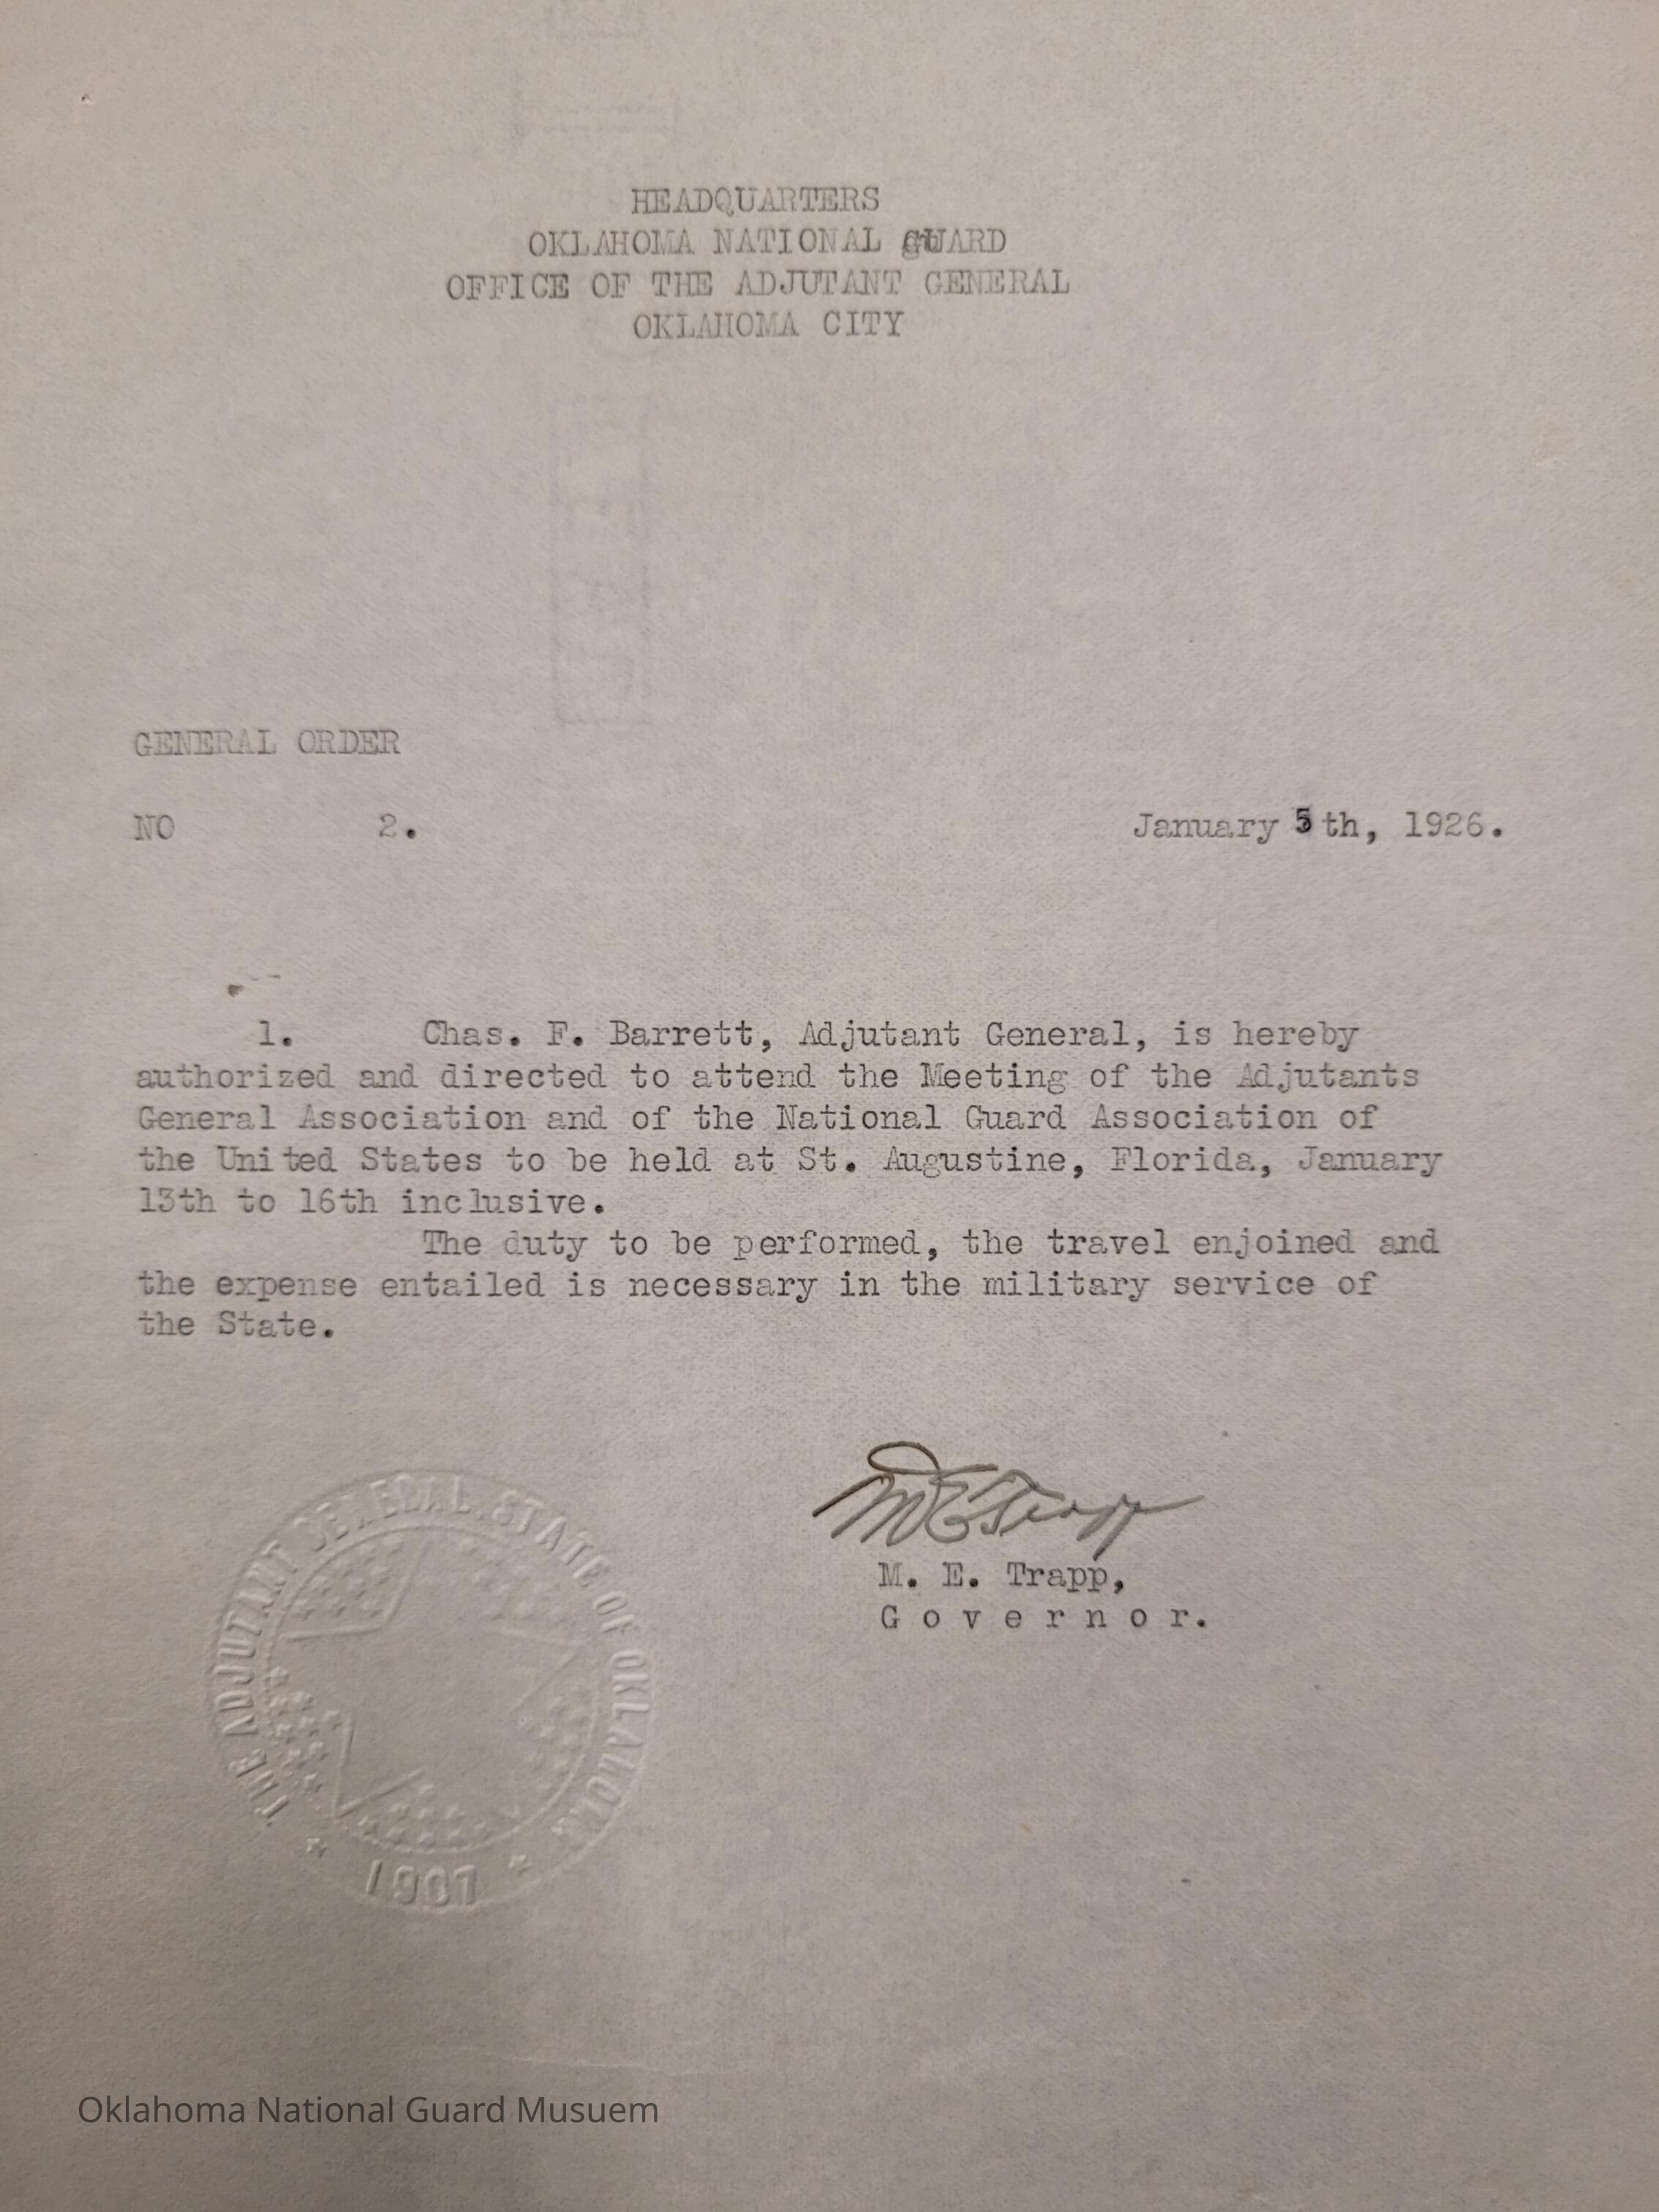 HEADQUARTERS
OKLAHOMA NATIONAL GUARD
OFFICE OF THE ADJUTANT GENERAL
OKLAHOMA CITY
GENERAL ORDER
NO 2. January 5th, 1926.
1. Chas. F. Barrett, Adjutant General, is hereby
authorized and directed to attend the Meeting of the Adjutants
General Association and of the National Guard Association of
the United States to be held at St. Augustine, Florida, January
13th to 16th inclusive.
The duty to be performed, the travel enjoined and
the expense entailed is necessary in the military service of
the State.
M E Trapp
M. E. Trapp,
Governor.
THE ADJUTANT GENERAL STATE OF OKLAHOMA
1907
Oklahoma National Guard Musuem